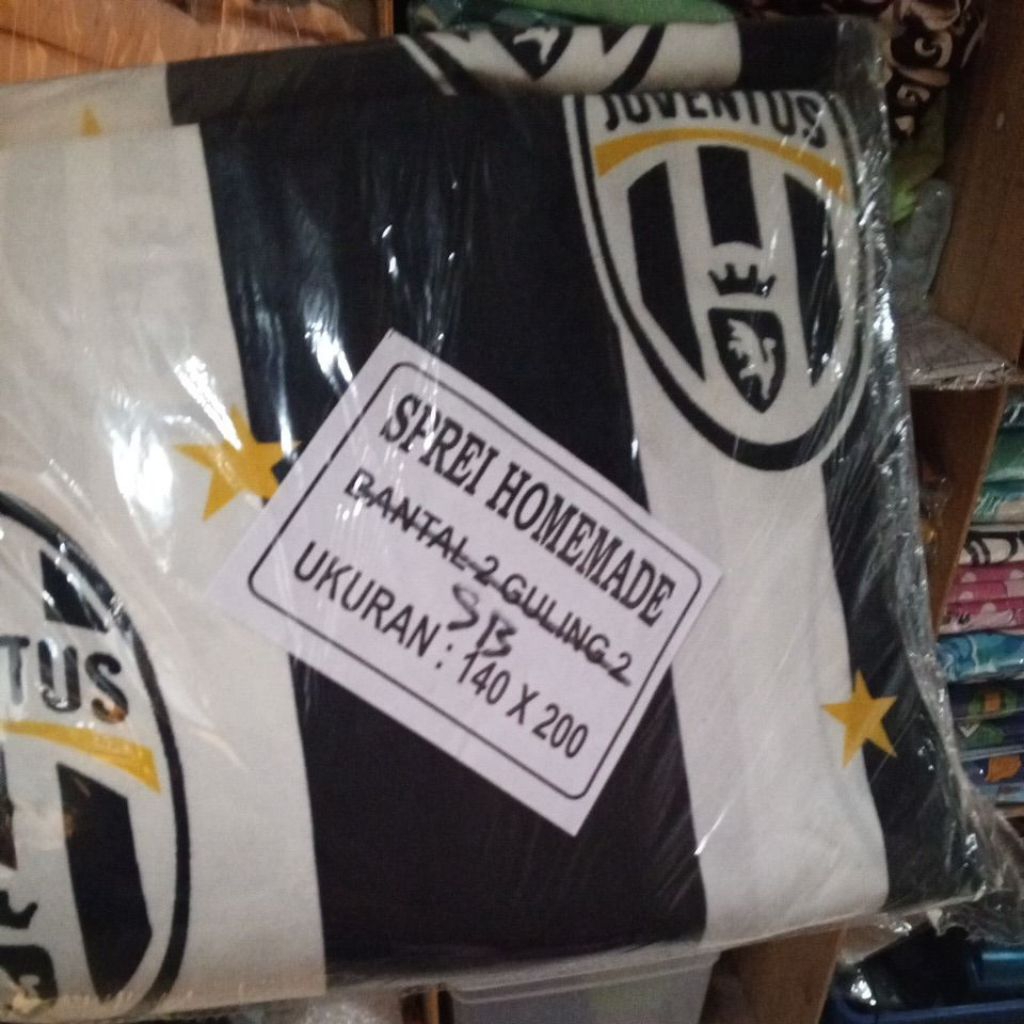 JUVENTUS
SPREI HOMEMADE
BANTAL 2 GULING 2
SB
UKURAN : 140 X 200
TUS